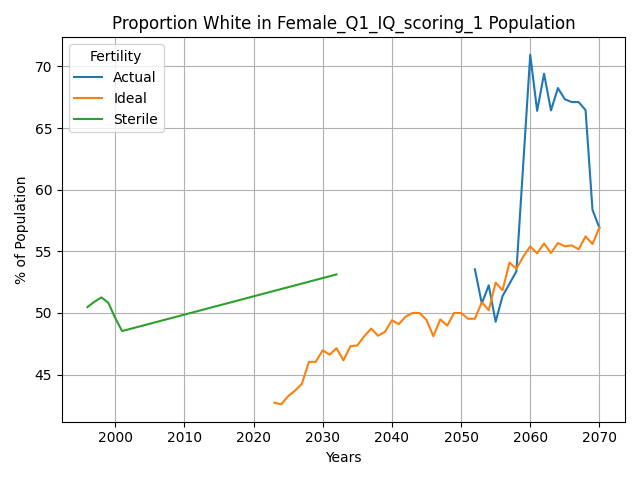 Proportion White in Female_Q1_IQ_scoring_1 Population
Fertility
Actual
Ideal
Sterile
% of Population
70
65
60
55
50
45
2000
2010
2020
2030
2040
2050
2060
2070
Years